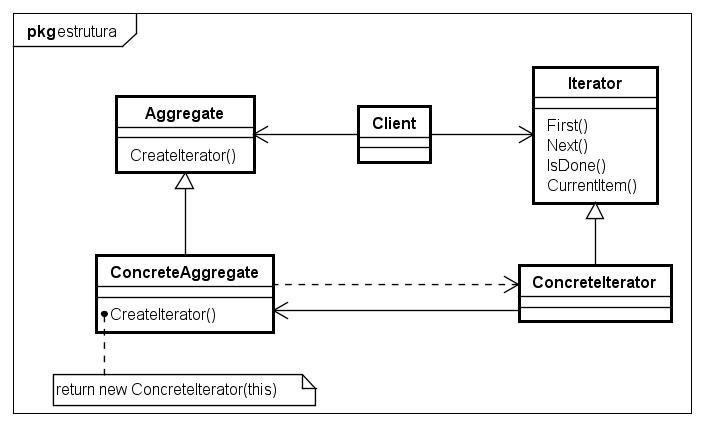 pkg estrutura
Aggregate
CreateIterator()
Client
Iterator
First()
Next()
IsDone()
CurrentItem()
ConcreteAggregate
CreateIterator()
ConcreteIterator
return new ConcreteIterator(this)